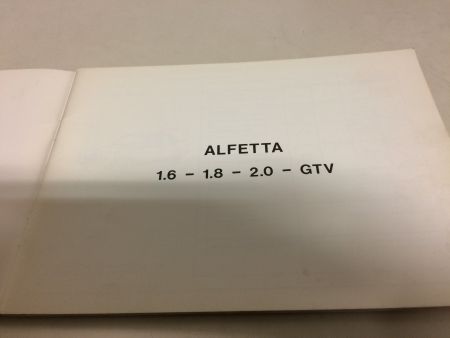 ALFETTA
1.6 – 1.8 – 2.0 – GTV